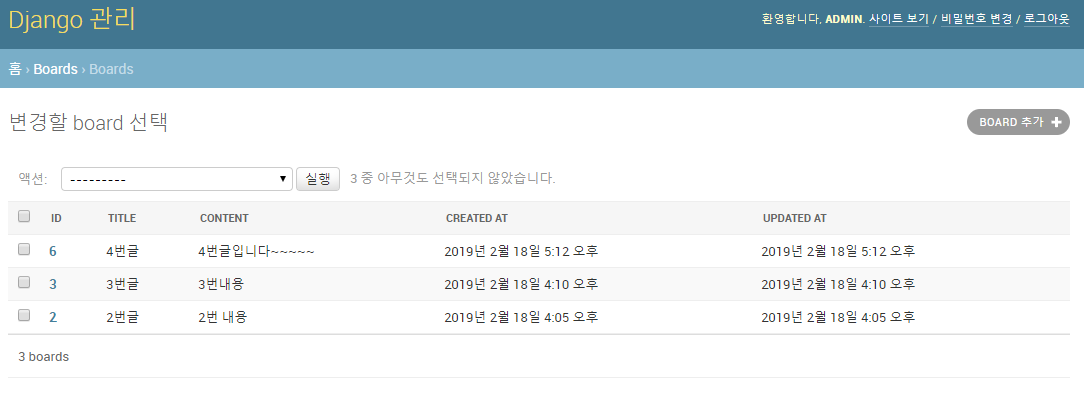 Django 관리
환영합니다, ADMIN. 사이트 보기 / 비밀번호 변경 / 로그아웃
홈 › Boards › Boards
변경할 board 선택
BOARD 추가 +
액션: --------- 실행 3 중 아무것도 선택되지 않았습니다.
ID TITLE CONTENT CREATED AT UPDATED AT
6 4번글 4번글입니다~~~~~ 2019년 2월 18일 5:12 오후 2019년 2월 18일 5:12 오후
3 3번글 3번내용 2019년 2월 18일 4:10 오후 2019년 2월 18일 4:10 오후
2 2번글 2번 내용 2019년 2월 18일 4:05 오후 2019년 2월 18일 4:05 오후
3 boards